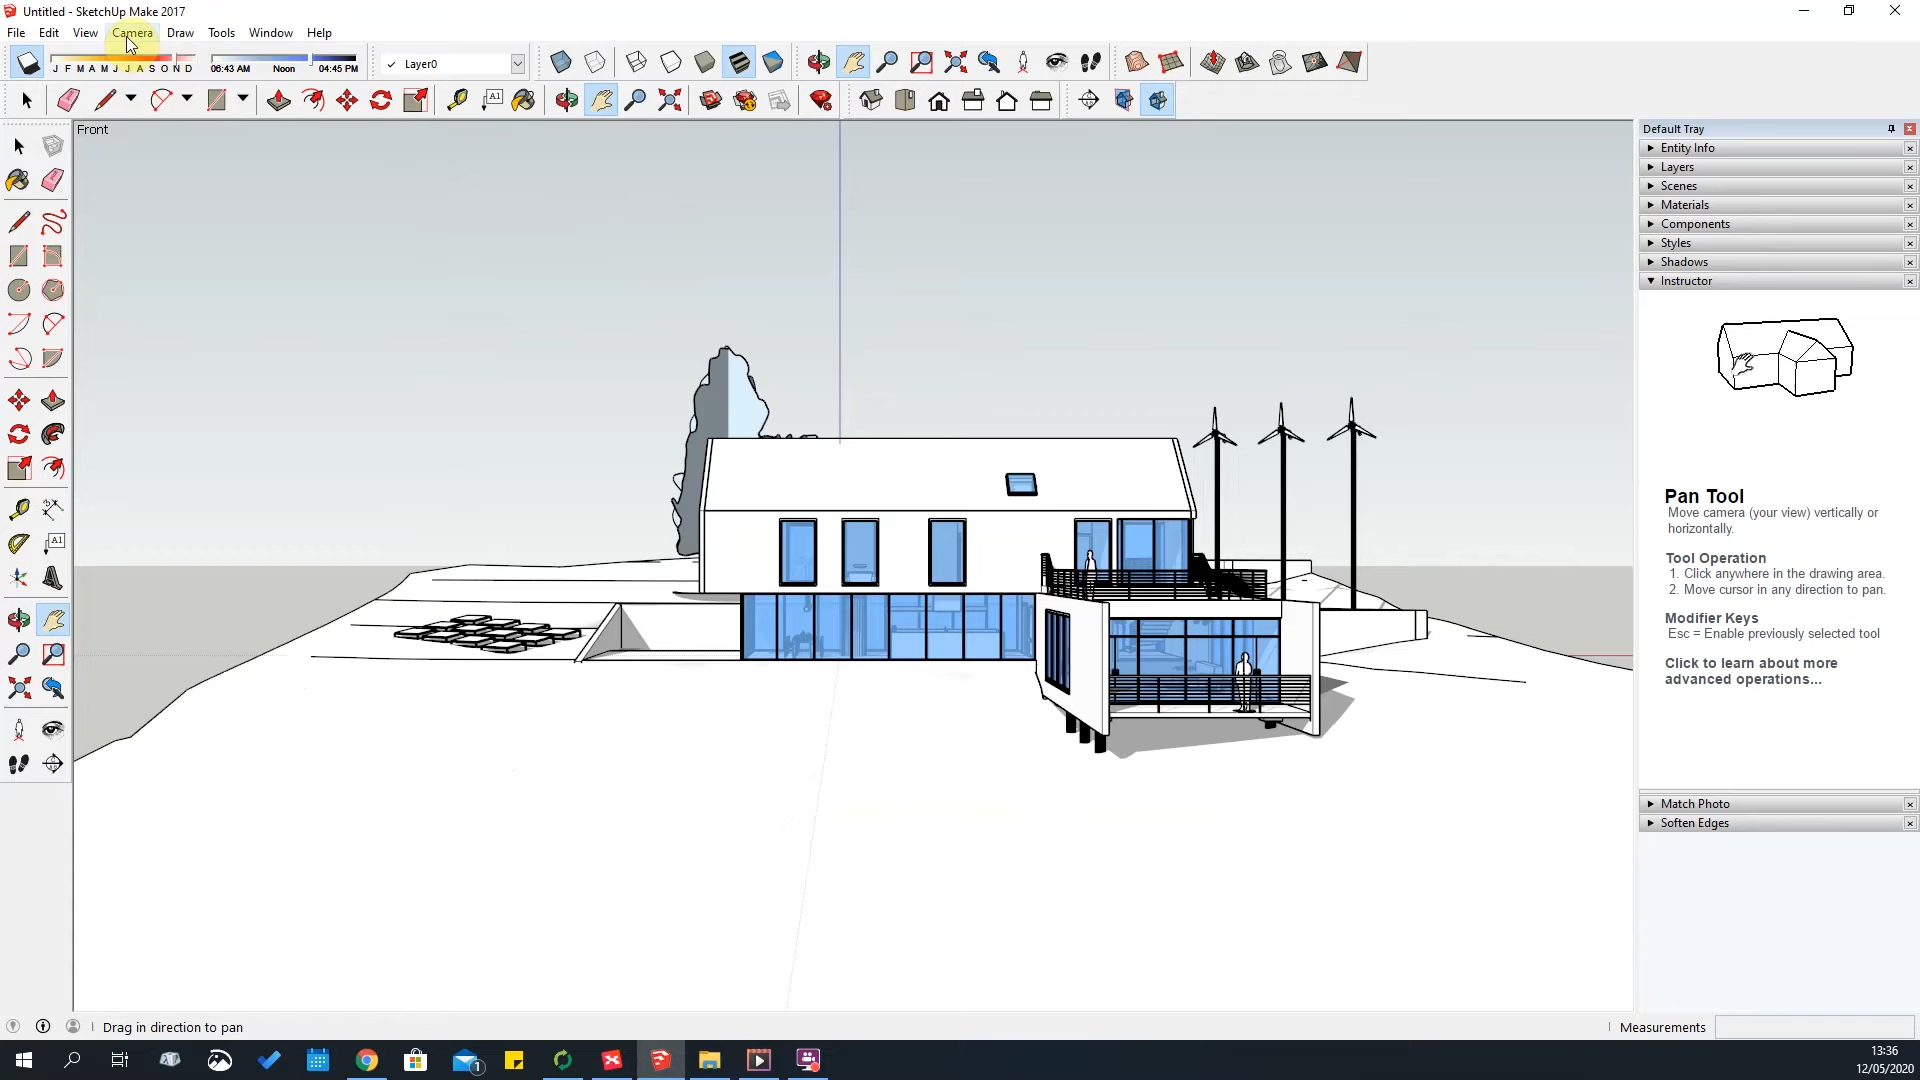 Untitled - SketchUp Make 2017
File Edit View Camera Draw Tools Window Help
J F M A M J J A S O N D 06:43 AM Noon 04:45 PM ✓ Layer0
A1
Front
Default Tray
Entity Info
Layers
Scenes
Materials
Components
Styles
Shadows
Instructor
Pan Tool
Move camera (your view) vertically or
horizontally.
Tool Operation
1. Click anywhere in the drawing area.
2. Move cursor in any direction to pan.
Modifier Keys
Esc = Enable previously selected tool
Click to learn about more
advanced operations...
A1
Match Photo
Soften Edges
Drag in direction to pan
Measurements
1
13:36
12/05/2020